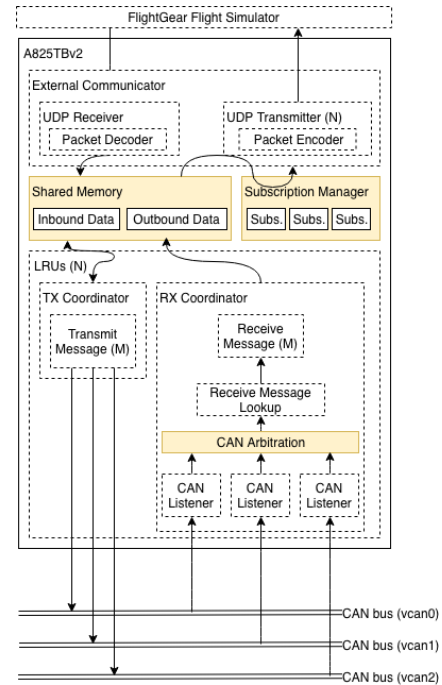 FlightGear Flight Simulator
A825TBv2
External Communicator
UDP Receiver
Packet Decoder
UDP Transmitter (N)
Packet Encoder
Shared Memory
Inbound Data
Outbound Data
Subscription Manager
Subs.
Subs.
Subs.
LRUs (N)
TX Coordinator
Transmit
Message (M)
RX Coordinator
Receive
Message (M)
Receive Message
Lookup
CAN Arbitration
CAN
Listener
CAN
Listener
CAN
Listener
CAN bus (vcan0)
CAN bus (vcan1)
CAN bus (vcan2)